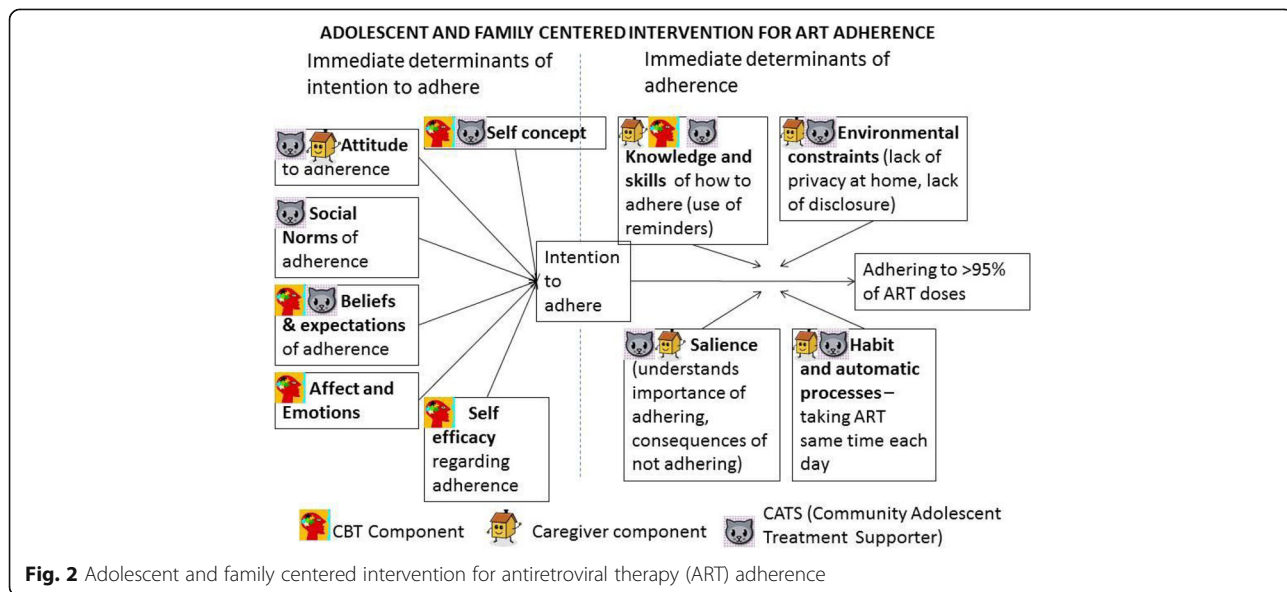 ADOLESCENT AND FAMILY CENTERED INTERVENTION FOR ART ADHERENCE
Immediate determinants of
intention to adhere
Immediate determinants of
adherence
Self concept
Attitude
to adherence
Social
Norms of
adherence
Beliefs
& expectations
of adherence
Affect and
Emotions
Self
efficacy
regarding
adherence
Intention
to
adhere
Knowledge and
skills of how to
adhere (use of
reminders)
Environmental
constraints (lack of
privacy at home, lack
of disclosure)
Adhering to >95%
of ART doses
Salience
(understands
importance of
adhering,
consequences of
not adhering)
Habit
and automatic
processes –
taking ART
same time each
day
CBT Component
Caregiver component
CATS (Community Adolescent
Treatment Supporter)
Fig. 2 Adolescent and family centered intervention for antiretroviral therapy (ART) adherence